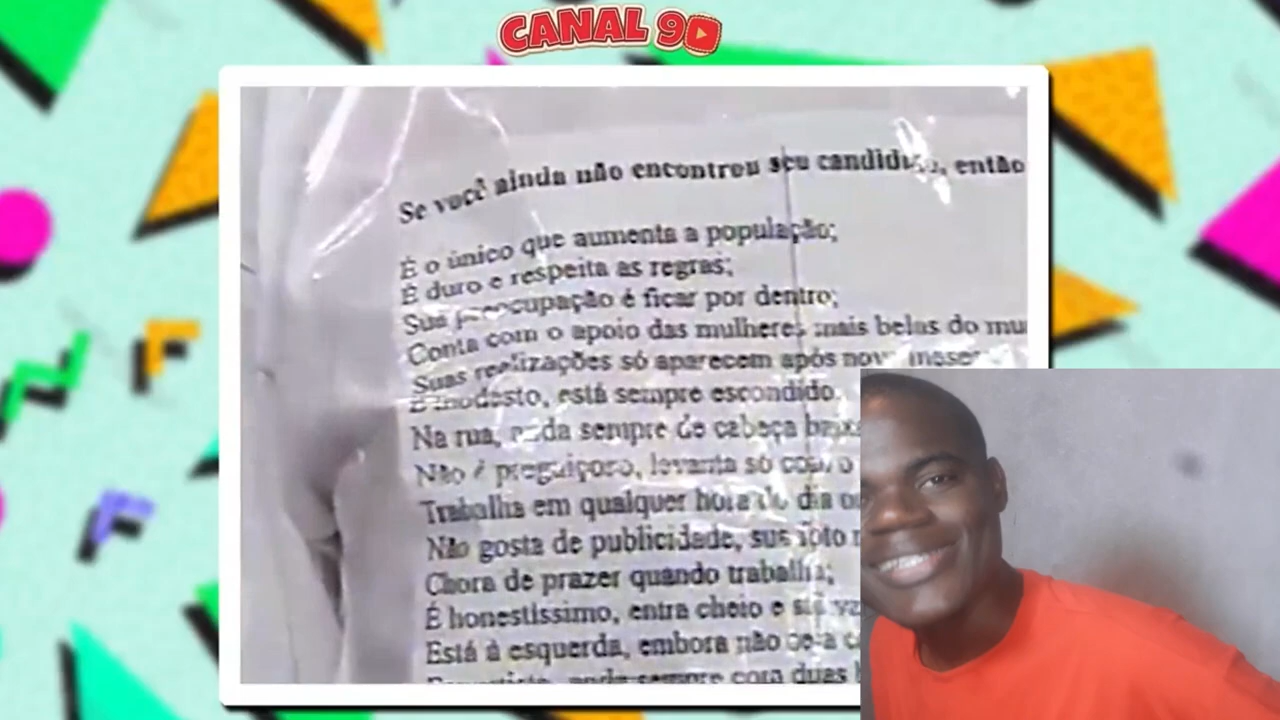 CANAL 90
Se você ainda não encontrou seu então
É o único que aumenta a população;
É duro e respeita as regras;
Sua preocupação é ficar por dentro;
Conta com o apoio das mulheres mais belas do
Suas realizações só aparecem após
É modesto, está sempre escondido.
Na rua, anda sempre de cabeça
Não é preguiçoso, levanta só com o
Trabalha em qualquer hora do dia
Não gosta de publicidade, sua foto
Chora de prazer quando trabalha;
É honestíssimo, entra cheio e sai
Está à esquerda, embora não
sempre com duas